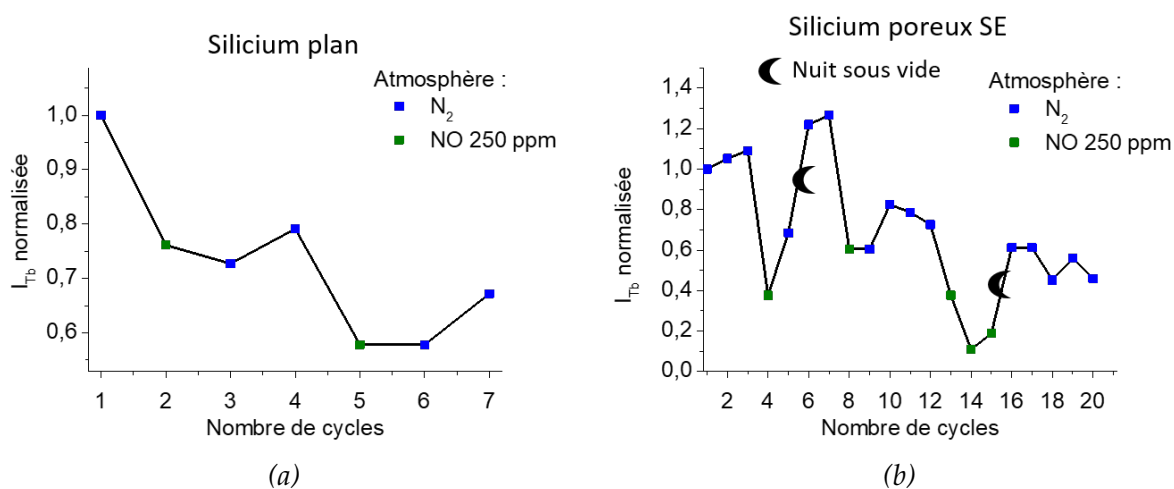 Silicium plan
Atmosphère :
N2
NO 250 ppm
1,0
0,9
0,8
0,7
0,6
ITb normalisée
1 2 3 4 5 6 7
Nombre de cycles
(a)
Silicium poreux SE
Nuit sous vide
Atmosphère :
N2
NO 250 ppm
1,4
1,2
1,0
0,8
0,6
0,4
0,2
0,0
ITb normalisée
2 4 6 8 10 12 14 16 18 20
Nombre de cycles
(b)